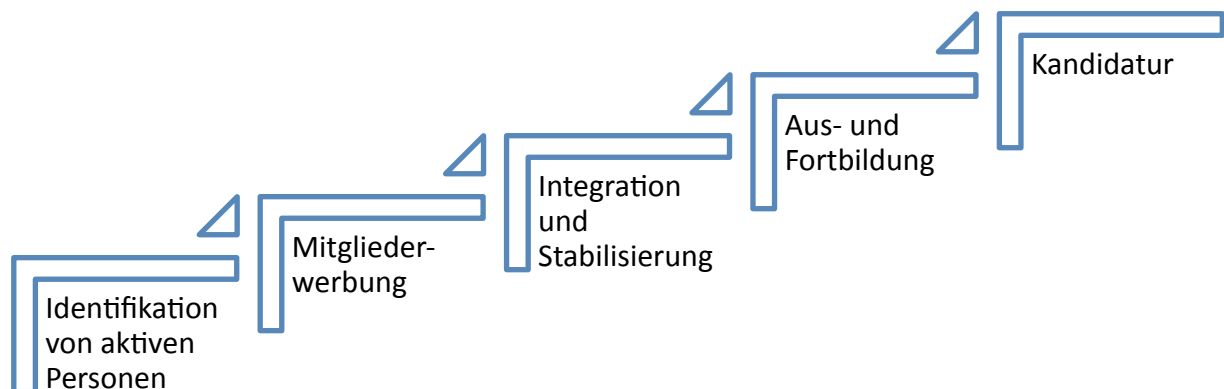 Identifikation
von aktiven
Personen
Mitglieder-
werbung
Integration
und
Stabilisierung
Aus- und
Fortbildung
Kandidatur